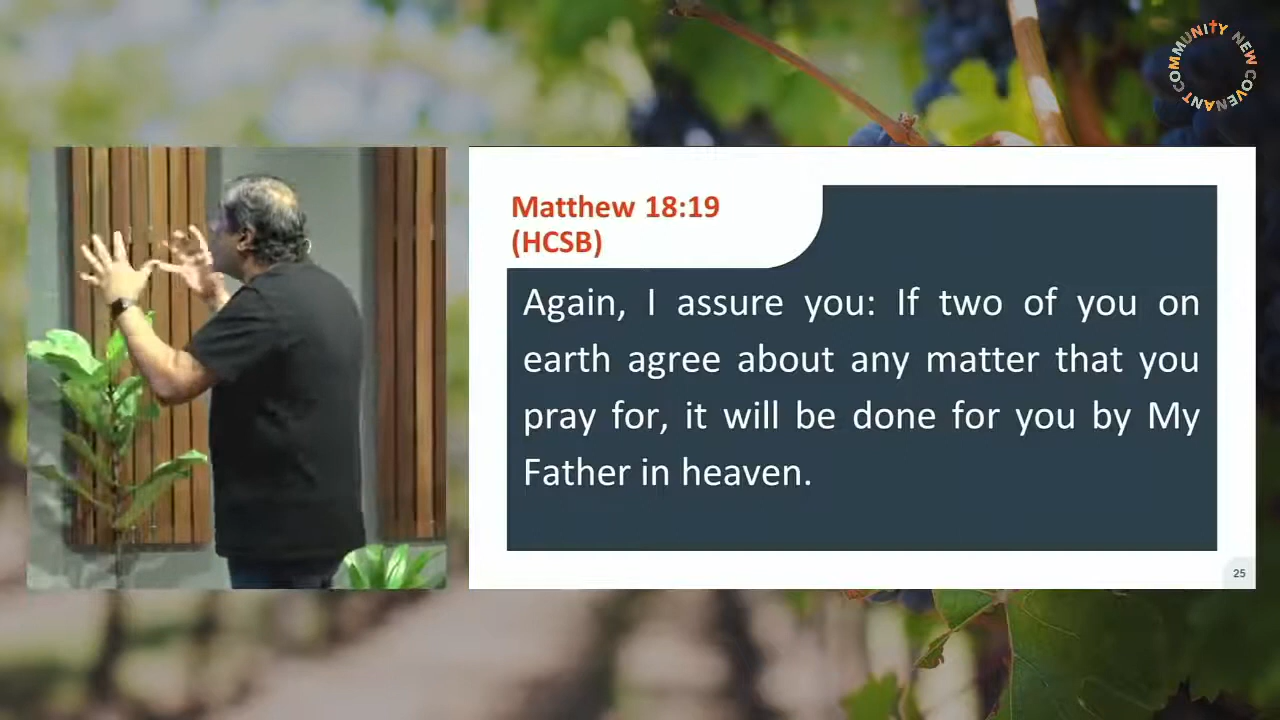 COMMUNITY NEW COVENANT
Matthew 18:19
(HCSB)
Again, I assure you: If two of you on
earth agree about any matter that you
pray for, it will be done for you by My
Father in heaven.
25